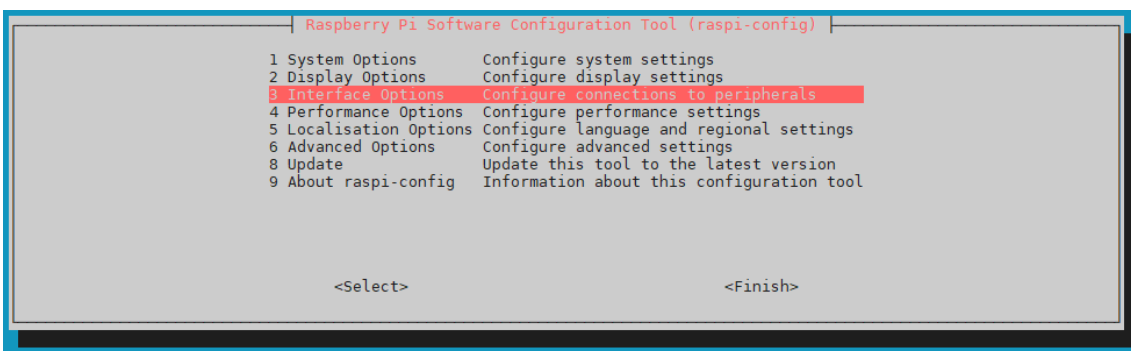 Raspberry Pi Software Configuration Tool (raspi-config)
1 System Options Configure system settings
2 Display Options Configure display settings
3 Interface Options Configure connections to peripherals
4 Performance Options Configure performance settings
5 Localisation Options Configure language and regional settings
6 Advanced Options Configure advanced settings
8 Update Update this tool to the latest version
9 About raspi-config Information about this configuration tool
<Select> <Finish>